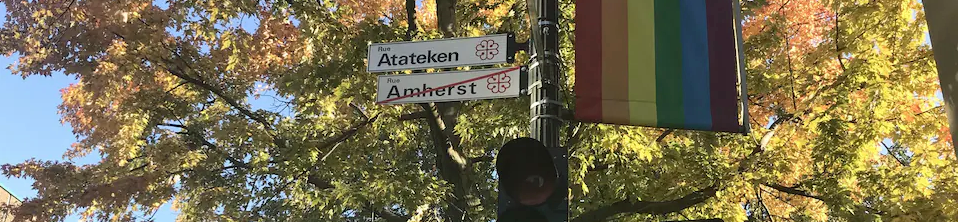 Rue
Atateken
Rue
Amherst